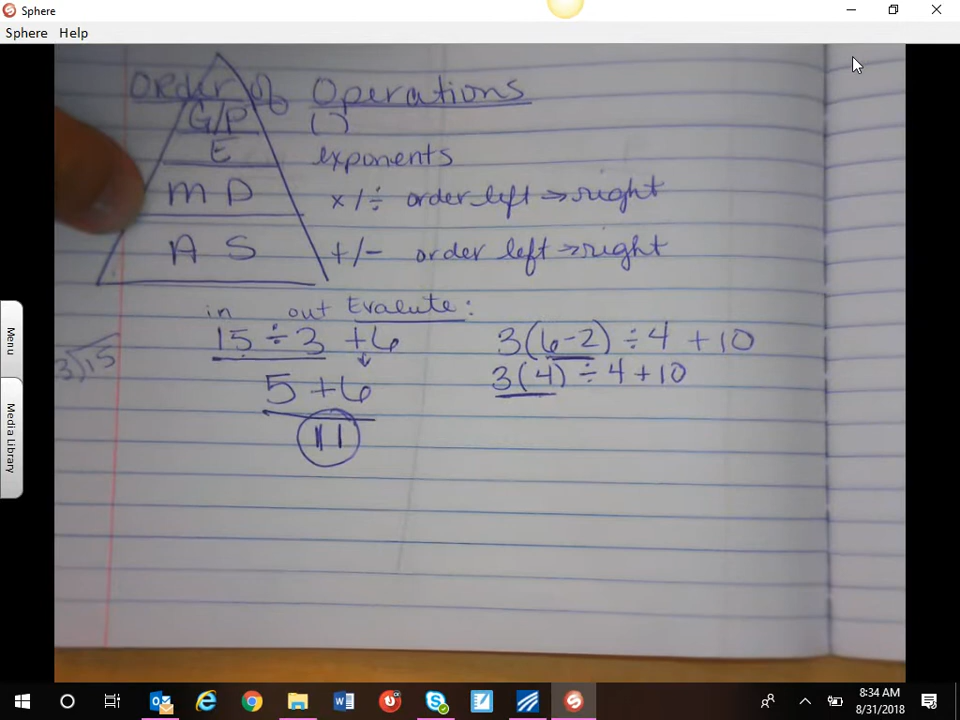 Sphere
Sphere Help
Order of Operations
G/P ( )
E exponents
M D x/÷ order left → right
A S +/- order left → right
in out Evalute:
15 ÷ 3 + 6
3)15
5 + 6
11
3(6-2) ÷ 4 + 10
3(4) ÷ 4 + 10
Menu
Media Library
8:34 AM
8/31/2018